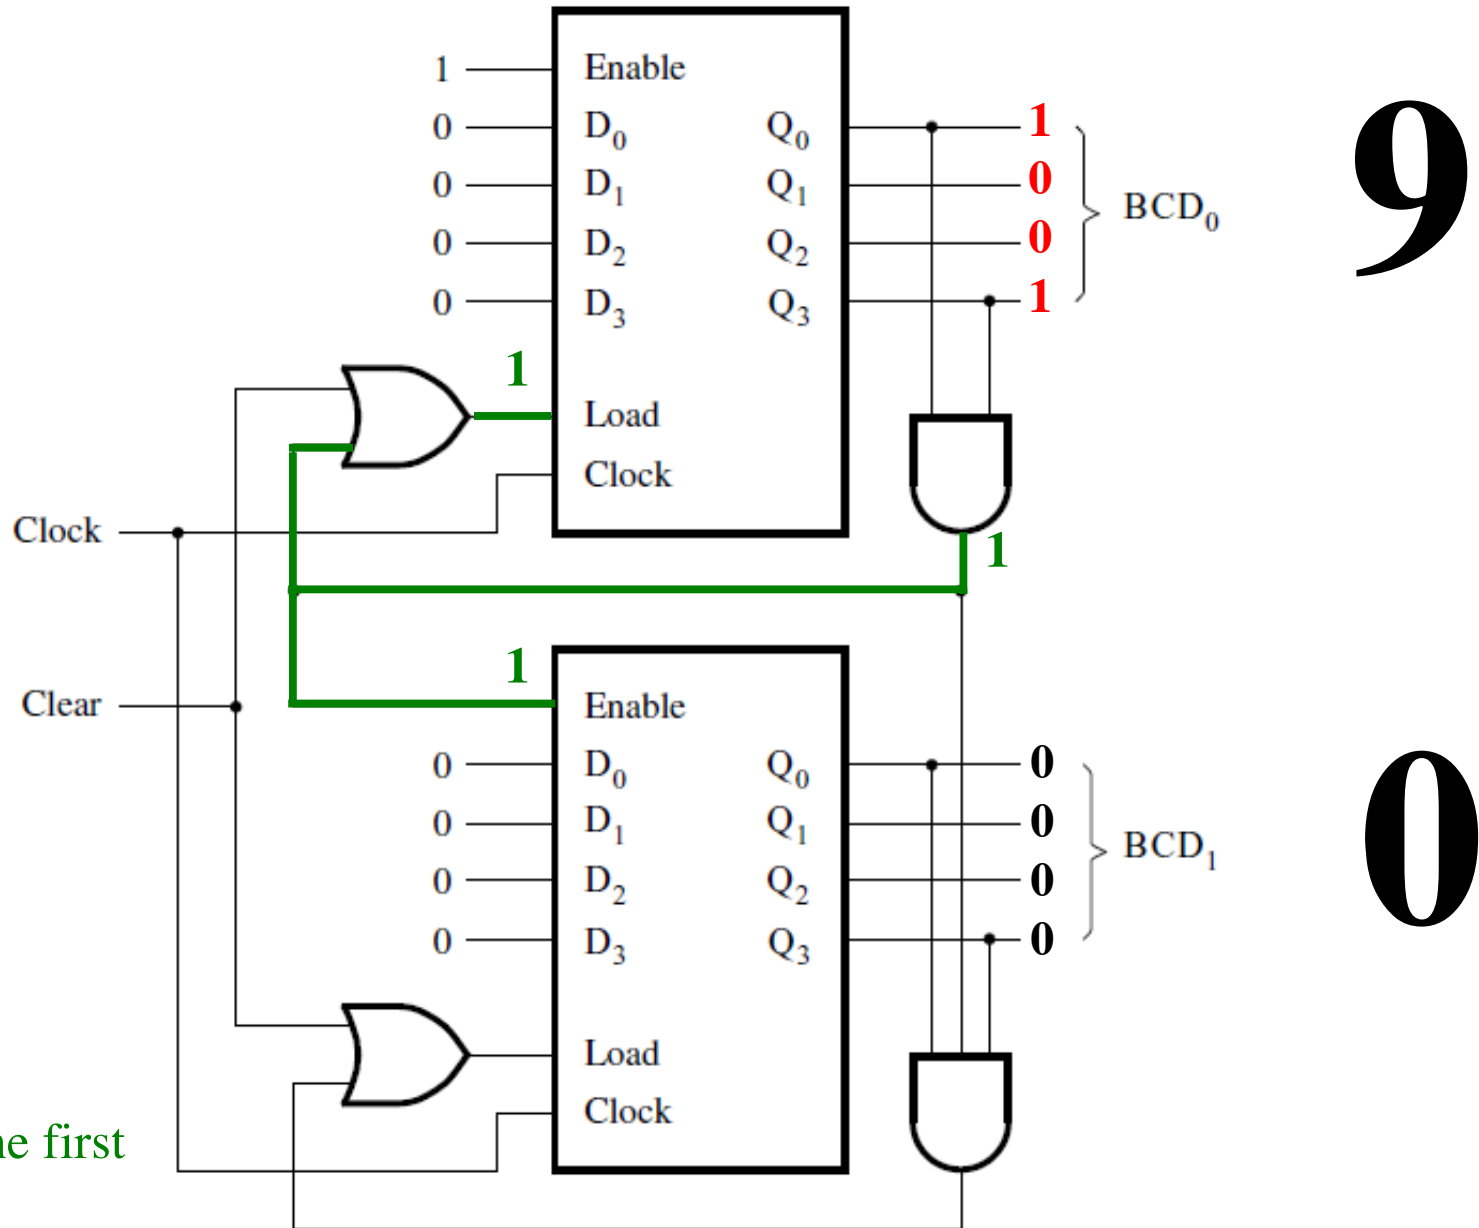 1 Enable
0 D0 Q0 1
0 D1 Q1 0
0 D2 Q2 0
0 D3 Q3 1
BCD0
9
1 Load
Clock
Clock
1
1
Clear
Enable
0 D0 Q0 0
0 D1 Q1 0
0 D2 Q2 0
0 D3 Q3 0
BCD1
0
Load
Clock
first